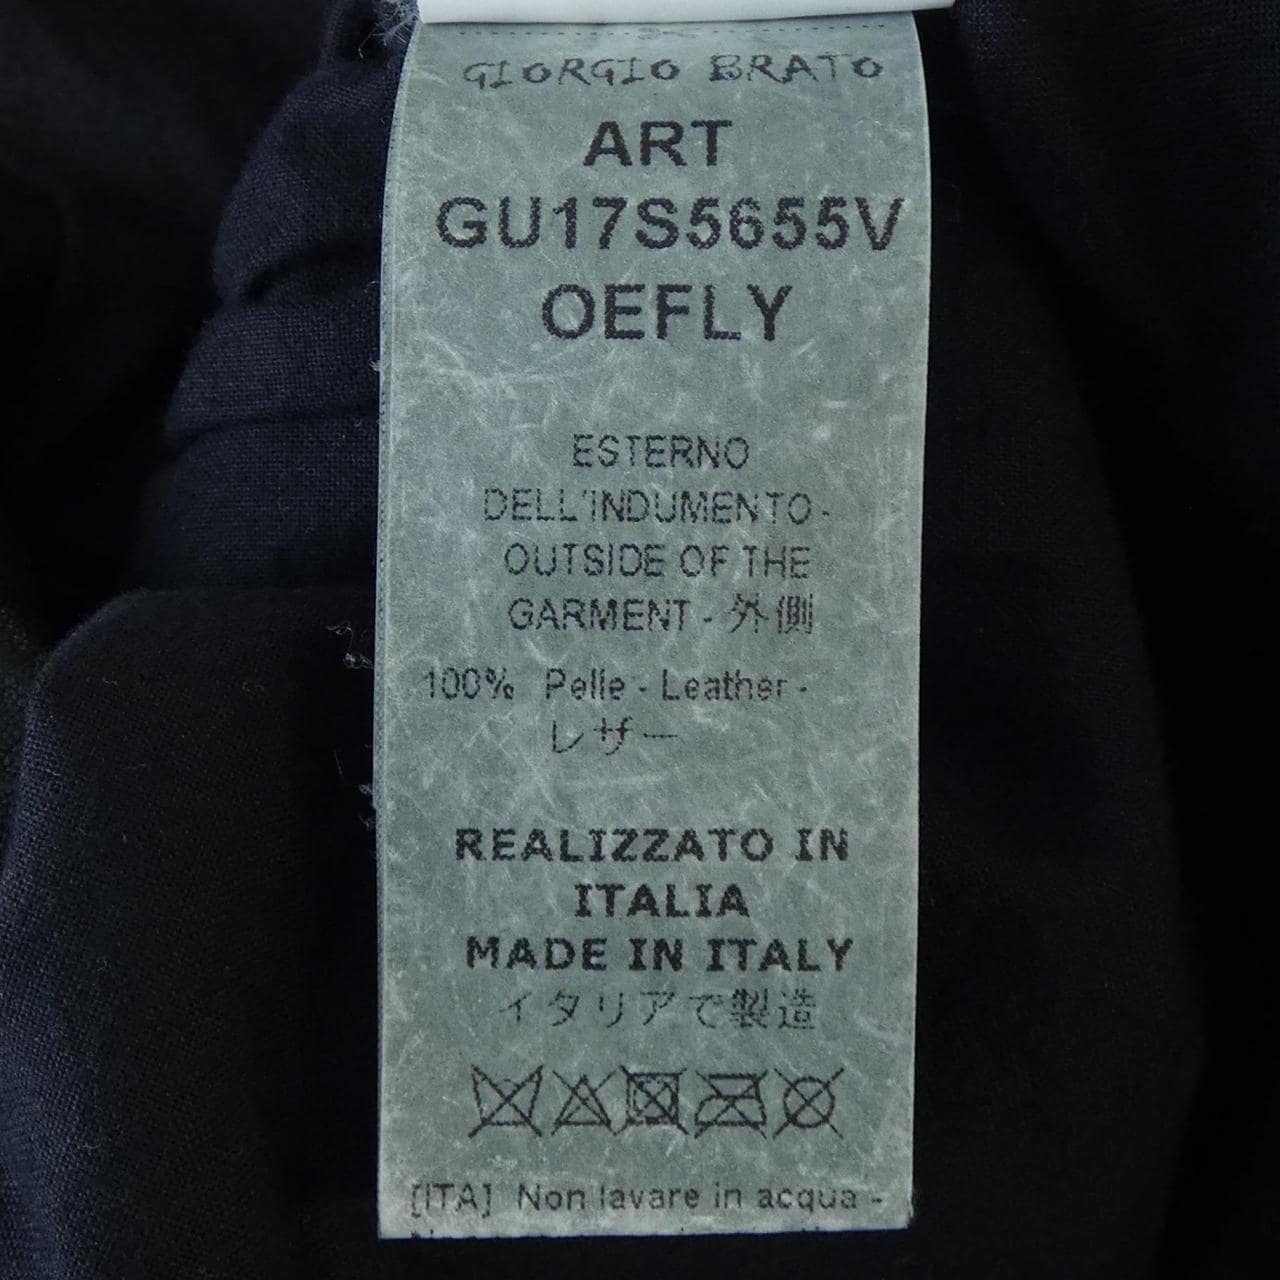 GIORGIO BRATO
ART
GU17S5655V
OEFLY
ESTERNO
DELL'INDUMENTO -
OUTSIDE OF THE
GARMENT - 外側
100% Pelle - Leather -
レザー
REALIZZATO IN
ITALIA
MADE IN ITALY
イタリアで製造
[ITA] Non lavare in acqua -